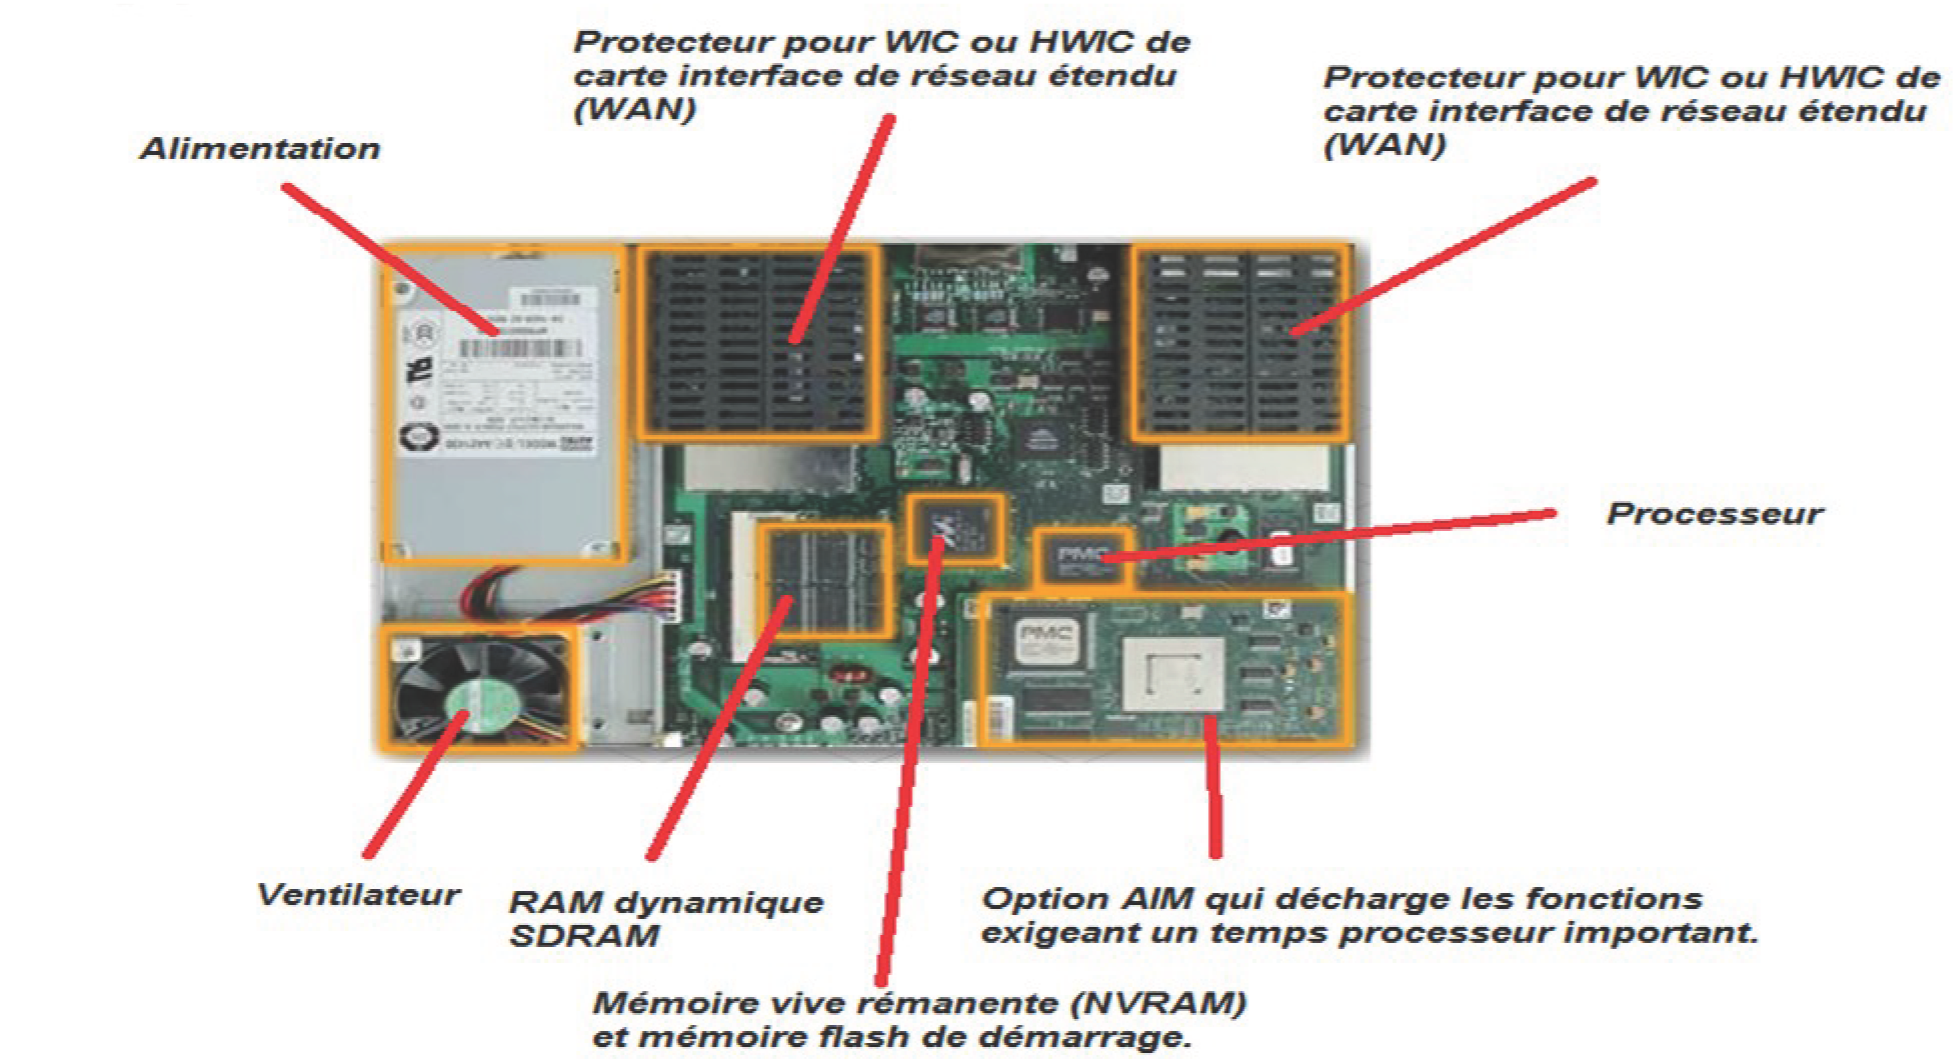 Protecteur pour WIC ou HWIC de
carte interface de réseau étendu
(WAN)
Protecteur pour WIC ou HWIC de
carte interface de réseau étendu
(WAN)
Alimentation
Processeur
PMC
PMC
Ventilateur
RAM dynamique
SDRAM
Option AIM qui décharge les fonctions
exigeant un temps processeur important.
Mémoire vive rémanente (NVRAM)
et mémoire flash de démarrage.